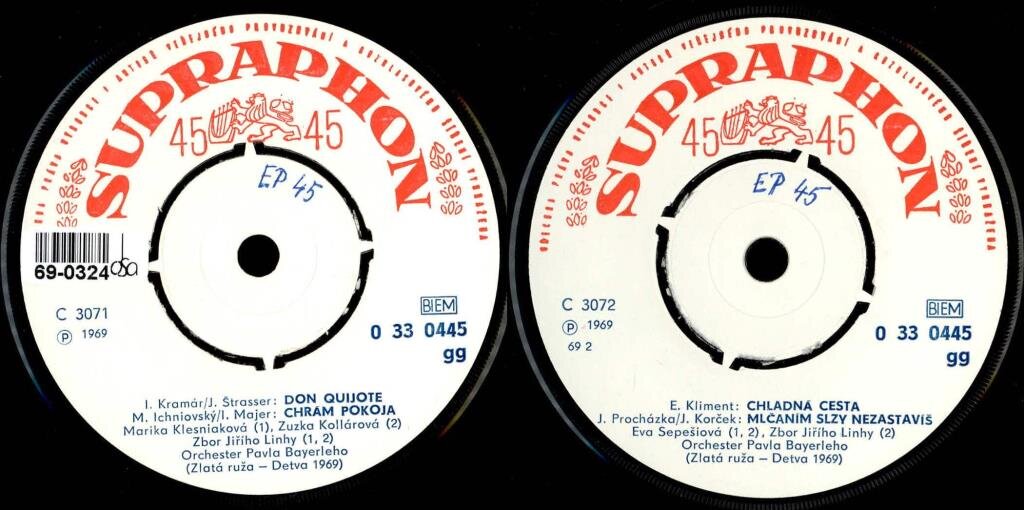 SUPRAPHON
45 45
EP 45
69-0324
C 3071
Ⓟ 1969
BIEM
0 33 0445
gg
I. Kramár/J. Štrasser: DON QUIJOTE
M. Ichniovský/I. Majer: CHRÁM POKOJA
Marika Klesniaková (1), Zuzka Kollárová (2)
Zbor Jiřího Linhy (1, 2)
Orchester Pavla Bayerleho
(Zlatá ruža – Detva 1969)
SUPRAPHON
45 45
EP 45
C 3072
Ⓟ 1969
69 2
BIEM
0 33 0445
gg
E. Kliment: CHLADNÁ CESTA
J. Procházka/J. Korček: MLČANÍM SLZY NEZASTAVÍŠ
Eva Sepešiová (1, 2), Zbor Jiřího Linhy (2)
Orchester Pavla Bayerleho
(Zlatá ruža – Detva 1969)